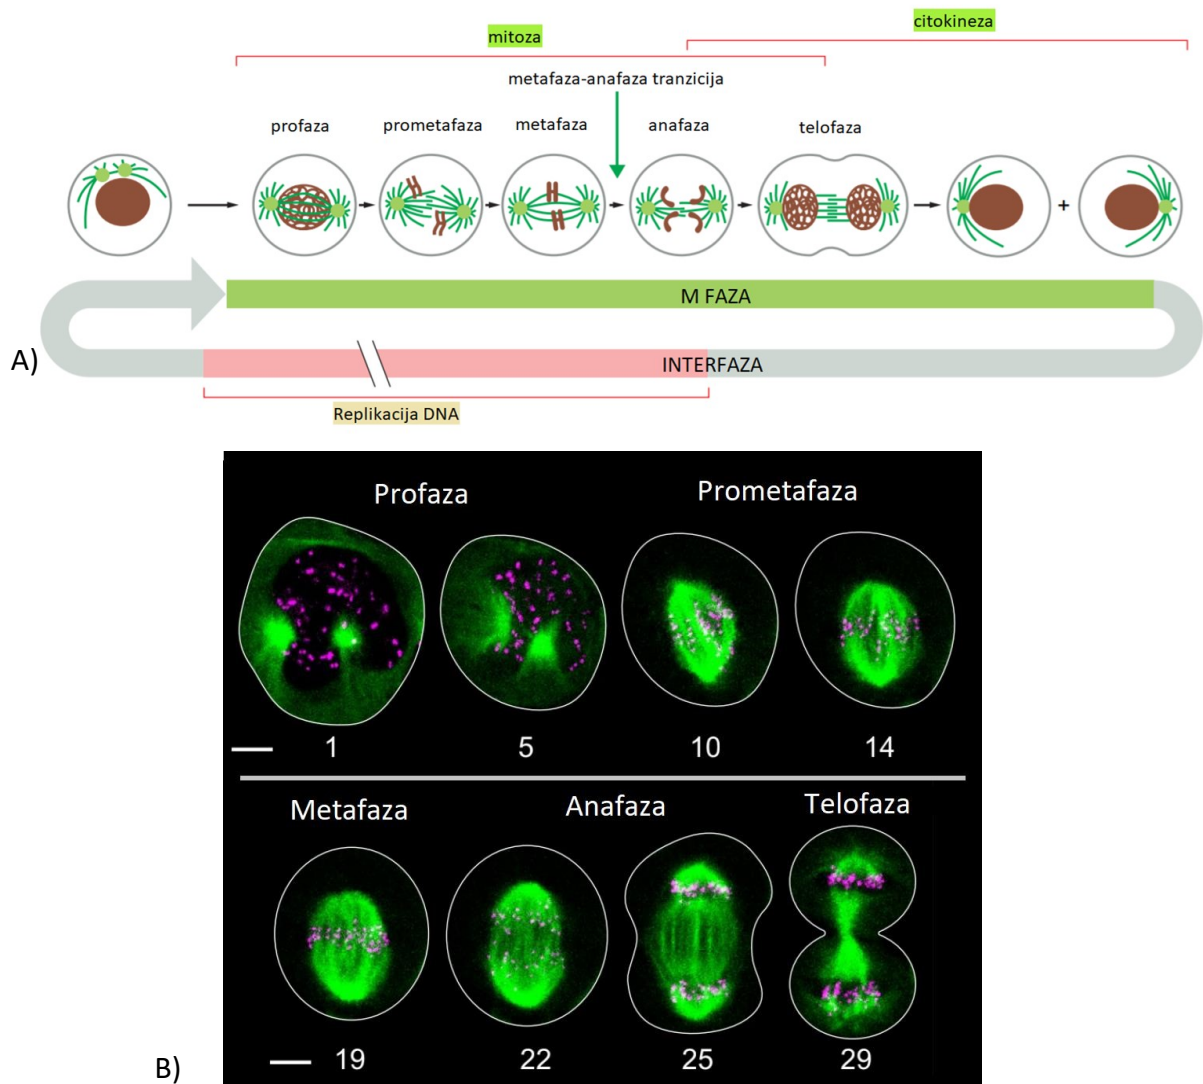 citokineza
mitoza
metafaza-anafaza tranzicija
profaza
prometafaza
metafaza
anafaza
telofaza
+
M FAZA
A)
INTERFAZA
Replikacija DNA
Profaza
Prometafaza
1
5
10
14
Metafaza
Anafaza
Telofaza
19
22
25
29
B)